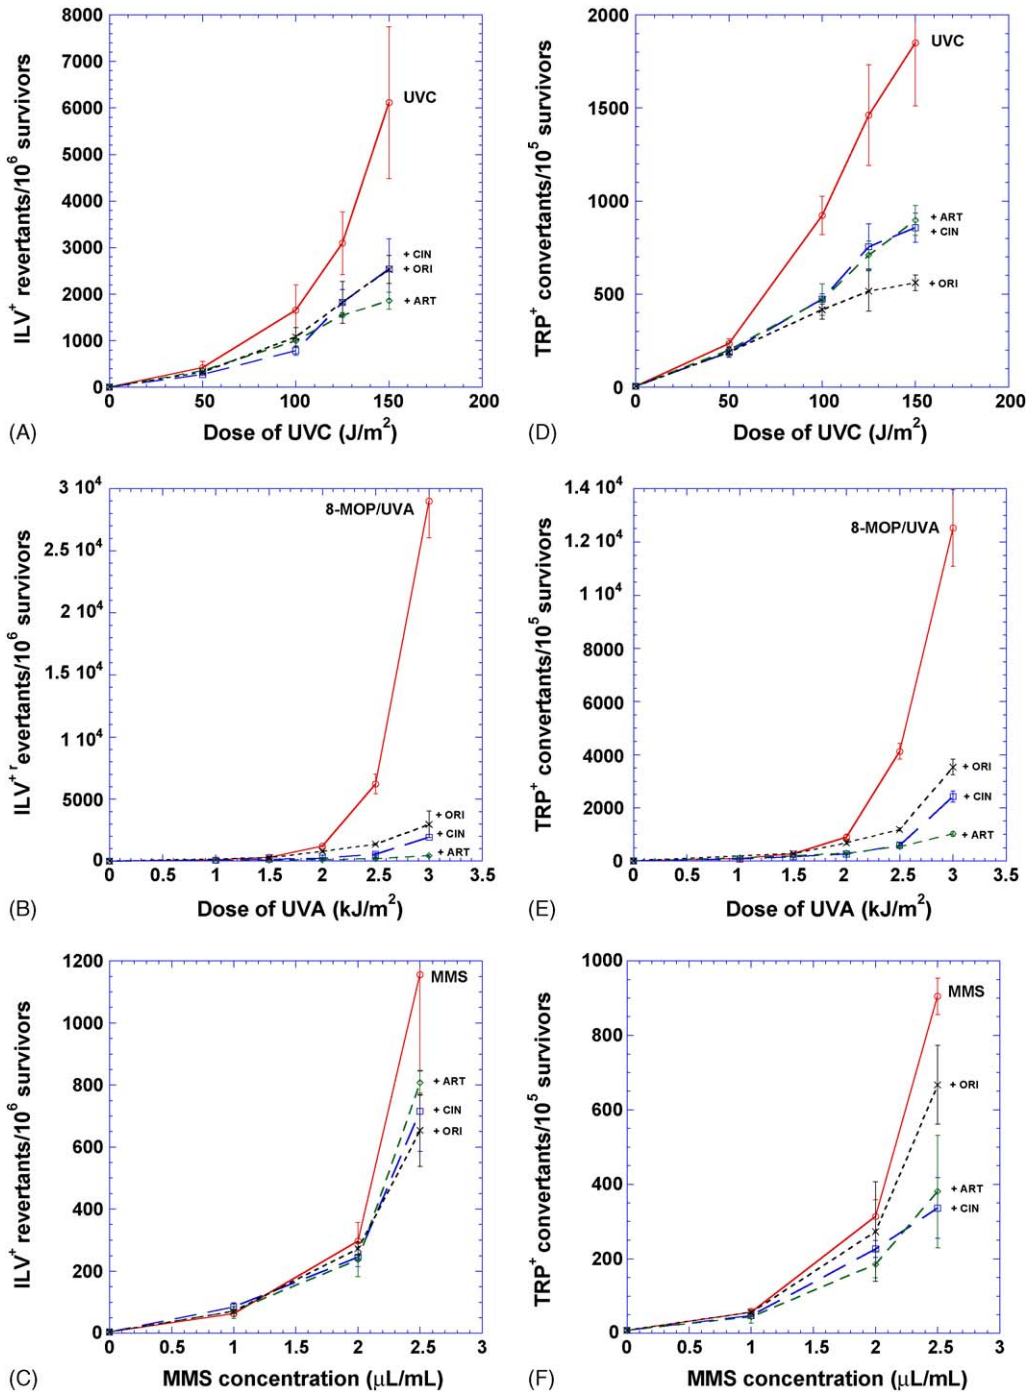 8000
7000
6000
5000
4000
3000
2000
1000
0
ILV+ revertants/10^6 survivors
UVC
+ CIN
+ ORI
+ ART
0 50 100 150 200
(A) Dose of UVC (J/m²)
2000
1500
1000
500
0
TRP+ convertants/10^5 survivors
UVC
+ ART
+ CIN
+ ORI
0 50 100 150 200
(D) Dose of UVC (J/m²)
3 10^4
2.5 10^4
2 10^4
1.5 10^4
1 10^4
5000
0
ILV+ r evertants/10^6 survivors
8-MOP/UVA
+ ORI
+ CIN
+ ART
0 0.5 1 1.5 2 2.5 3 3.5
(B) Dose of UVA (kJ/m²)
1.4 10^4
1.2 10^4
1 10^4
8000
6000
4000
2000
0
TRP+ convertants/10^5 survivors
8-MOP/UVA
+ ORI
+ CIN
+ ART
0 0.5 1 1.5 2 2.5 3 3.5
(E) Dose of UVA (kJ/m²)
1200
1000
800
600
400
200
0
ILV+ revertants/10^6 survivors
MMS
+ ART
+ CIN
+ ORI
0 0.5 1 1.5 2 2.5 3
(C) MMS concentration (μL/mL)
1000
800
600
400
200
0
TRP+ convertants/10^5 survivors
MMS
+ ORI
+ ART
+ CIN
0 0.5 1 1.5 2 2.5 3
(F) MMS concentration (μL/mL)